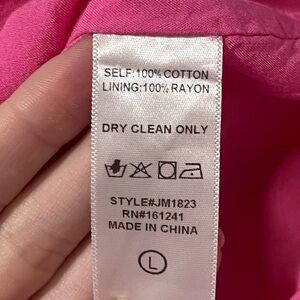 SELF:100% COTTON
LINING:100% RAYON
DRY CLEAN ONLY
STYLE#JM1823
RN#161241
MADE IN CHINA
L